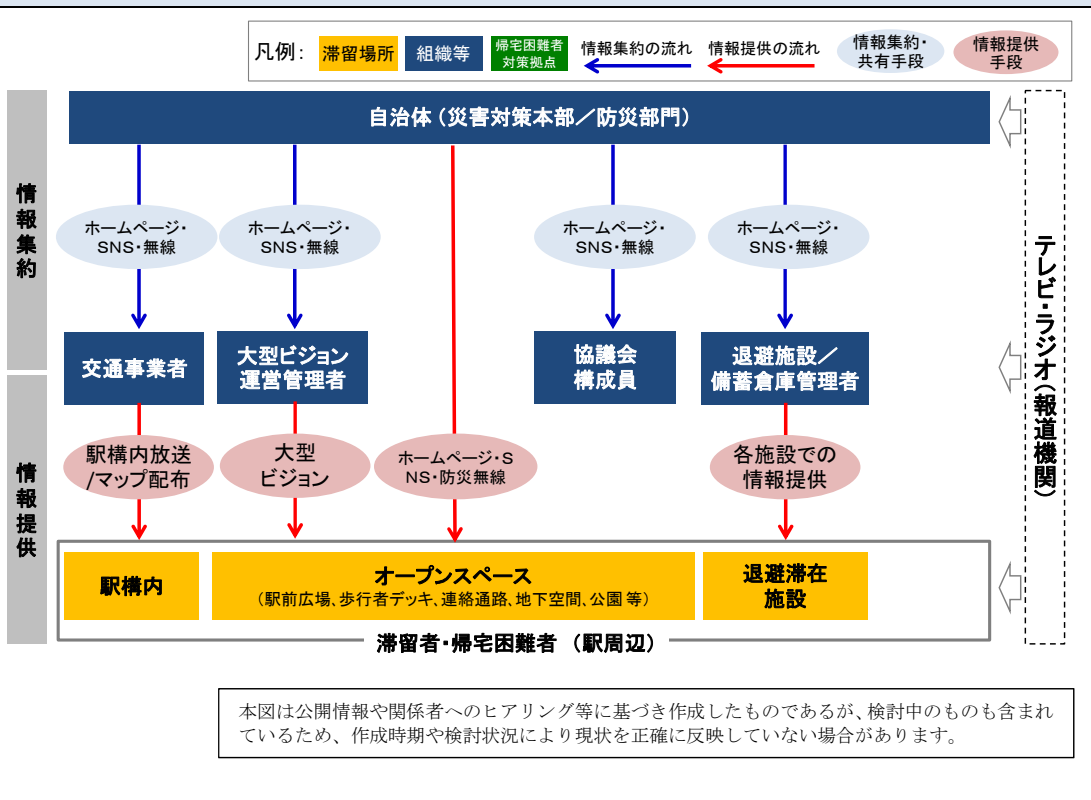 凡例：
滞留場所
組織等
帰宅困難者
対策拠点
情報集約の流れ
情報提供の流れ
情報集約・
共有手段
情報提供
手段
自治体（災害対策本部／防災部門）
情報集約
ホームページ・
SNS・無線
ホームページ・
SNS・無線
ホームページ・
SNS・無線
ホームページ・
SNS・無線
交通事業者
大型ビジョン
運営管理者
協議会
構成員
退避施設／
備蓄倉庫管理者
テレビ・ラジオ（報道機関）
情報提供
駅構内放送
/マップ配布
大型
ビジョン
ホームページ・S
NS・防災無線
各施設での
情報提供
駅構内
オープンスペース
（駅前広場、歩行者デッキ、連絡通路、地下空間、公園 等）
退避滞在
施設
滞留者・帰宅困難者 （駅周辺）
本図は公開情報や関係者へのヒアリング等に基づき作成したものであるが、検討中のものも含まれ
ているため、作成時期や検討状況により現状を正確に反映していない場合があります。